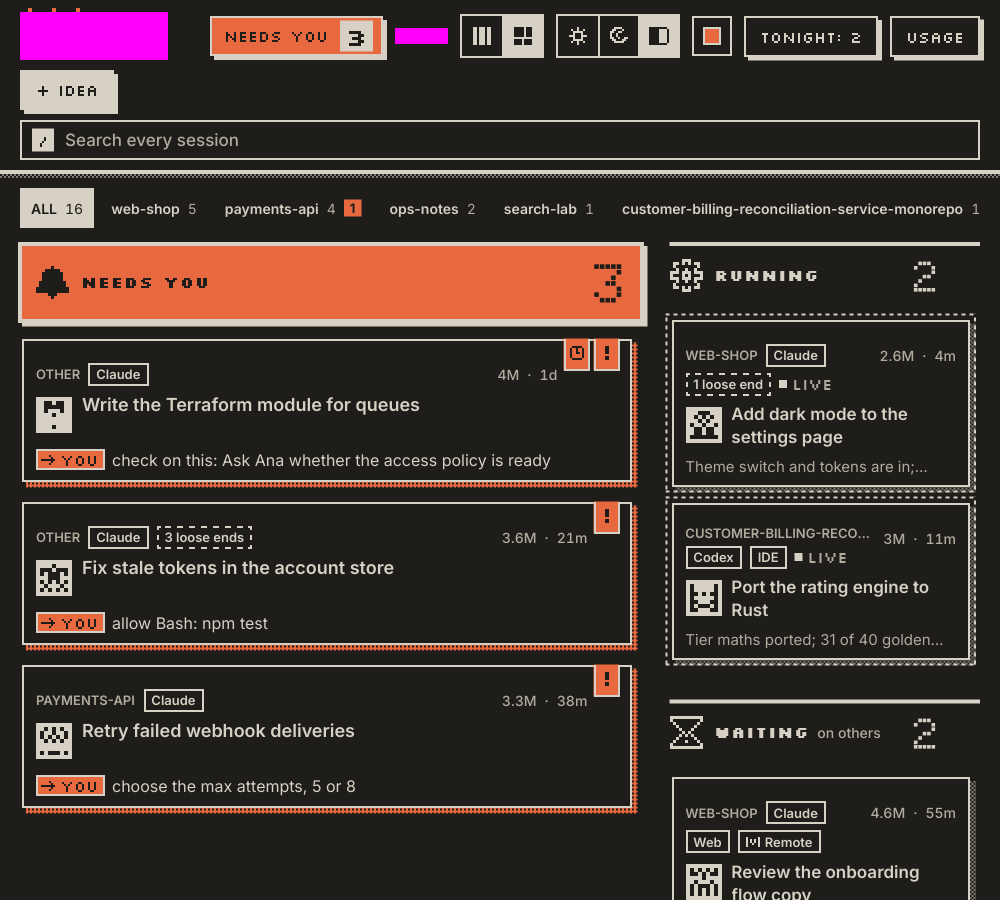 NEEDS YOU 3
TONIGHT: 2
USAGE
+ IDEA
/ Search every session
ALL 16
web-shop 5
payments-api 4 1
ops-notes 2
search-lab 1
customer-billing-reconciliation-service-monorepo 1
NEEDS YOU 3
OTHER Claude 4M · 1d !
Write the Terraform module for queues
→ YOU check on this: Ask Ana whether the access policy is ready
OTHER Claude 3 loose ends 3.6M · 21m !
Fix stale tokens in the account store
→ YOU allow Bash: npm test
PAYMENTS-API Claude 3.3M · 38m !
Retry failed webhook deliveries
→ YOU choose the max attempts, 5 or 8
RUNNING 2
WEB-SHOP Claude 2.6M · 4m
1 loose end LIVE
Add dark mode to the
settings page
Theme switch and tokens are in;...
CUSTOMER-BILLING-RECO... 3M · 11m
Codex IDE LIVE
Port the rating engine to
Rust
Tier maths ported; 31 of 40 golden...
WAITING on others 2
WEB-SHOP Claude 4.6M · 55m
Web Remote
Review the onboarding
flow copy